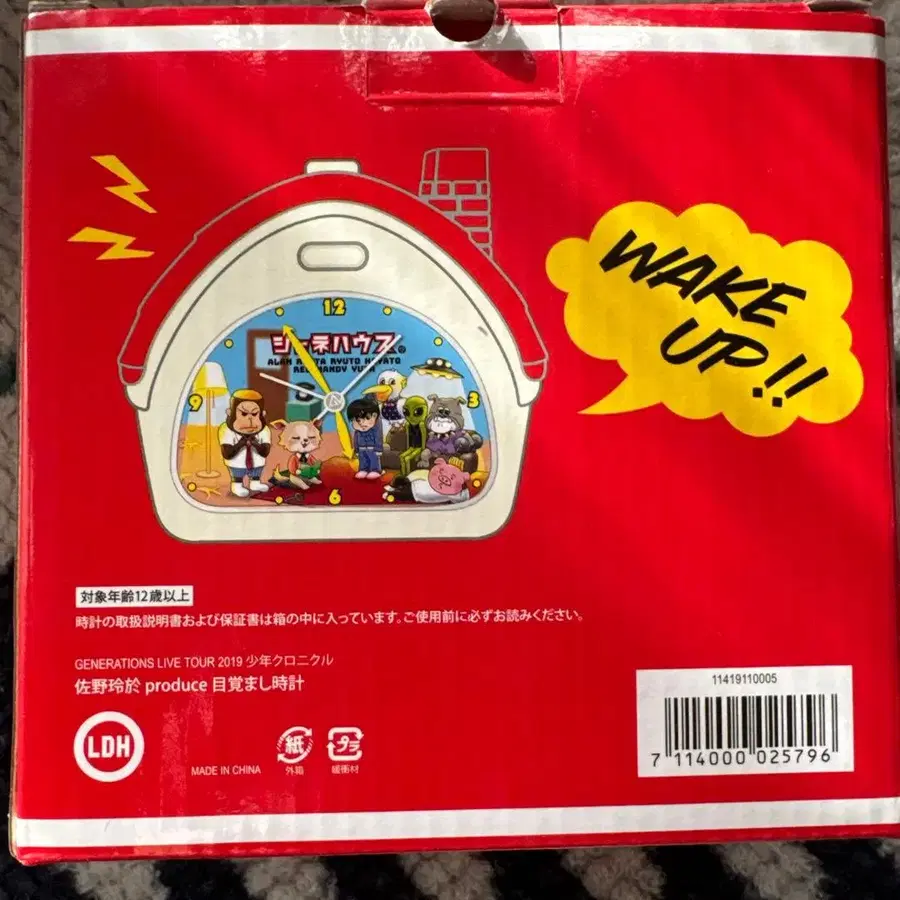 WAKE
UP!!
12
ジェネハウス
ALAN RYOTA RYUTO HAYATO
REO MANDY YUTA
9
3
6
対象年齢12歳以上
時計の取扱説明書および保証書は箱の中に入っています。ご使用前に必ずお読みください。
GENERATIONS LIVE TOUR 2019 少年クロニクル
佐野玲於 produce 目覚まし時計
LDH
MADE IN CHINA
紙
外箱
プラ
緩衝材
11419110005
7 114000 025796